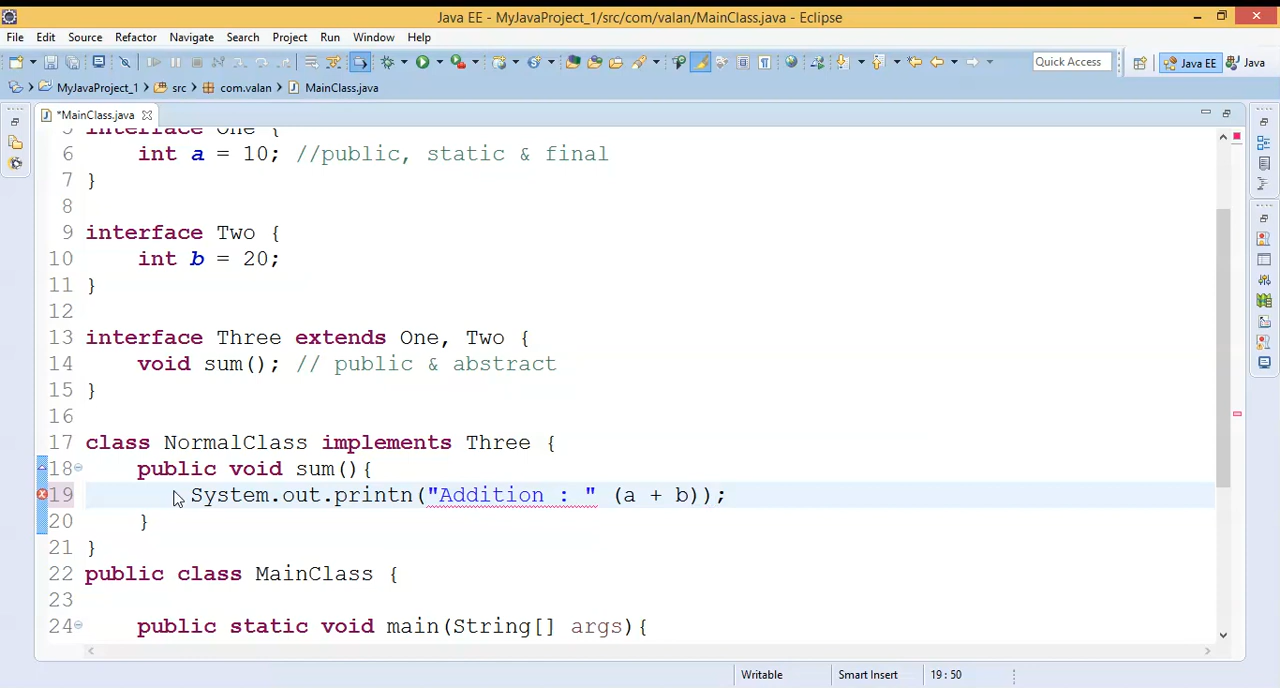 Java EE - MyJavaProject_1/src/com/valan/MainClass.java - Eclipse
File Edit Source Refactor Navigate Search Project Run Window Help
Quick Access Java EE Java
MyJavaProject_1 src com.valan MainClass.java
*MainClass.java
5 interface One {
6 int a = 10; //public, static & final
7 }
8
9 interface Two {
10 int b = 20;
11 }
12
13 interface Three extends One, Two {
14 void sum(); // public & abstract
15 }
16
17 class NormalClass implements Three {
18 public void sum(){
19 System.out.printn("Addition : " (a + b));
20 }
21 }
22 public class MainClass {
23
24 public static void main(String[] args){
Writable Smart Insert 19 : 50